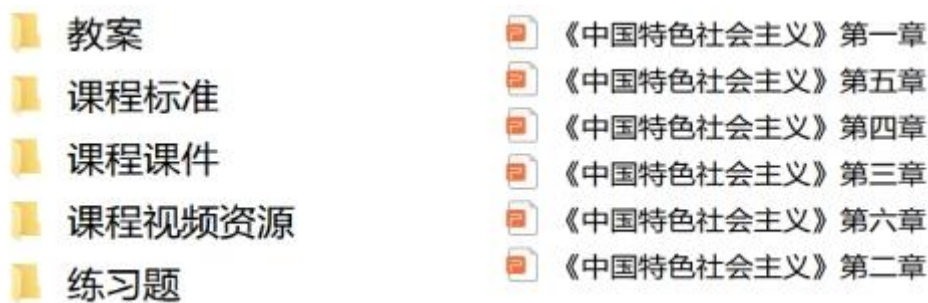 教案
课程标准
课程课件
课程视频资源
练习题
《中国特色社会主义》第一章
《中国特色社会主义》第五章
《中国特色社会主义》第四章
《中国特色社会主义》第三章
《中国特色社会主义》第六章
《中国特色社会主义》第二章